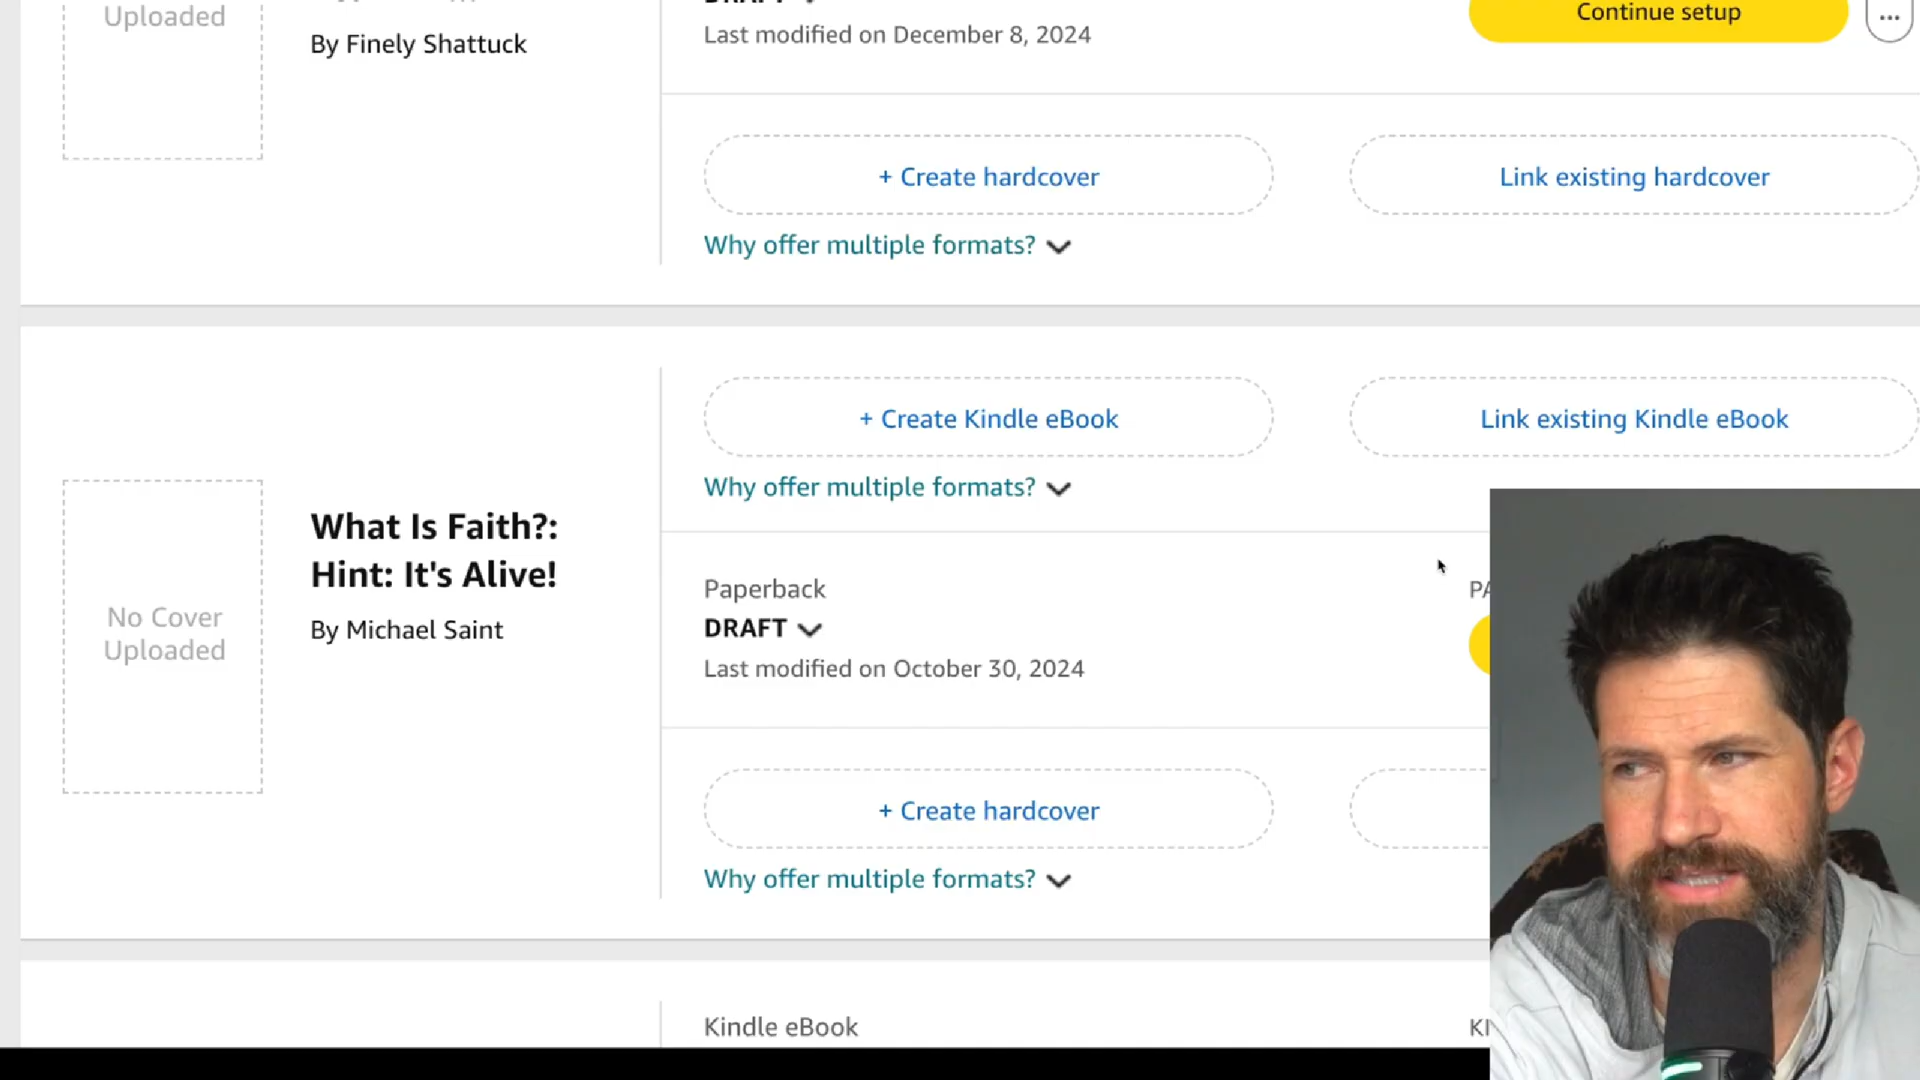 Uploaded
By Finely Shattuck
Last modified on December 8, 2024
Continue setup
...
+ Create hardcover
Link existing hardcover
Why offer multiple formats?
+ Create Kindle eBook
Link existing Kindle eBook
Why offer multiple formats?
No Cover
Uploaded
What Is Faith?:
Hint: It's Alive!
By Michael Saint
Paperback
DRAFT
Last modified on October 30, 2024
+ Create hardcover
Why offer multiple formats?
Kindle eBook